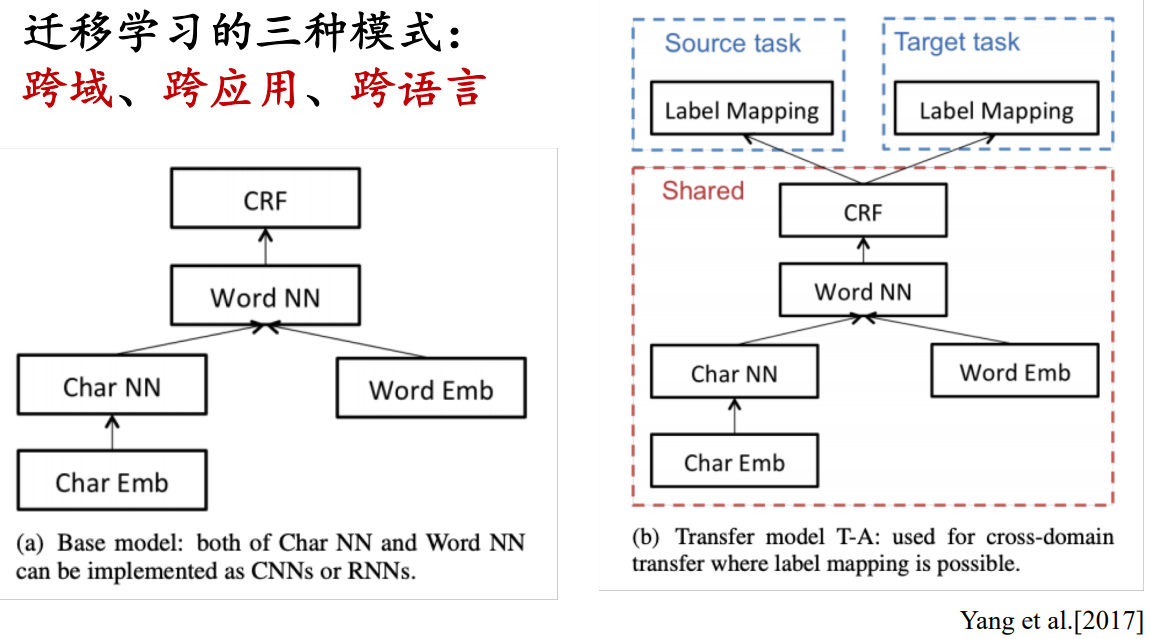 迁移学习的三种模式：
跨域、跨应用、跨语言
CRF
Word NN
Char NN
Word Emb
Char Emb
(a) Base model: both of Char NN and Word NN
can be implemented as CNNs or RNNs.
Source task
Target task
Label Mapping
Label Mapping
Shared
CRF
Word NN
Char NN
Word Emb
Char Emb
(b) Transfer model T-A: used for cross-domain
transfer where label mapping is possible.
Yang et al.[2017]